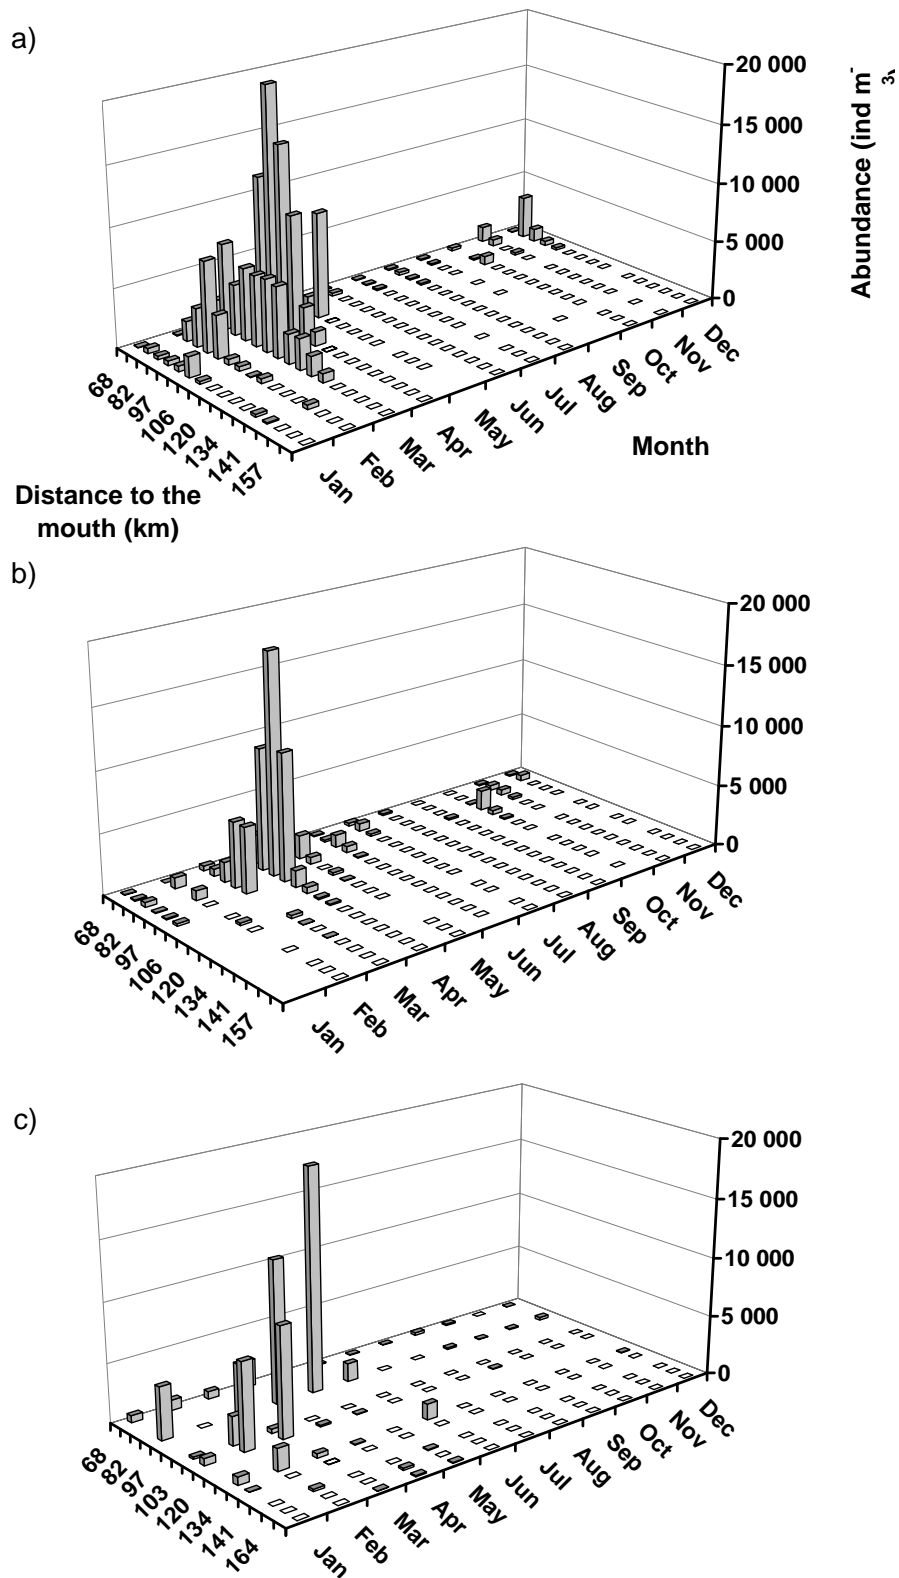 a)
20 000
15 000
10 000
5 000
0
Abundance (ind m⁻
3
68
82
97
106
120
134
141
157
Jan
Feb
Mar
Apr
May
Jun
Jul
Aug
Sep
Oct
Nov
Dec
Month
Distance to the
mouth (km)
b)
20 000
15 000
10 000
5 000
0
68
82
97
106
120
134
141
157
Jan
Feb
Mar
Apr
May
Jun
Jul
Aug
Sep
Oct
Nov
Dec
c)
20 000
15 000
10 000
5 000
0
68
82
97
103
120
134
141
164
Jan
Feb
Mar
Apr
May
Jun
Jul
Aug
Sep
Oct
Nov
Dec